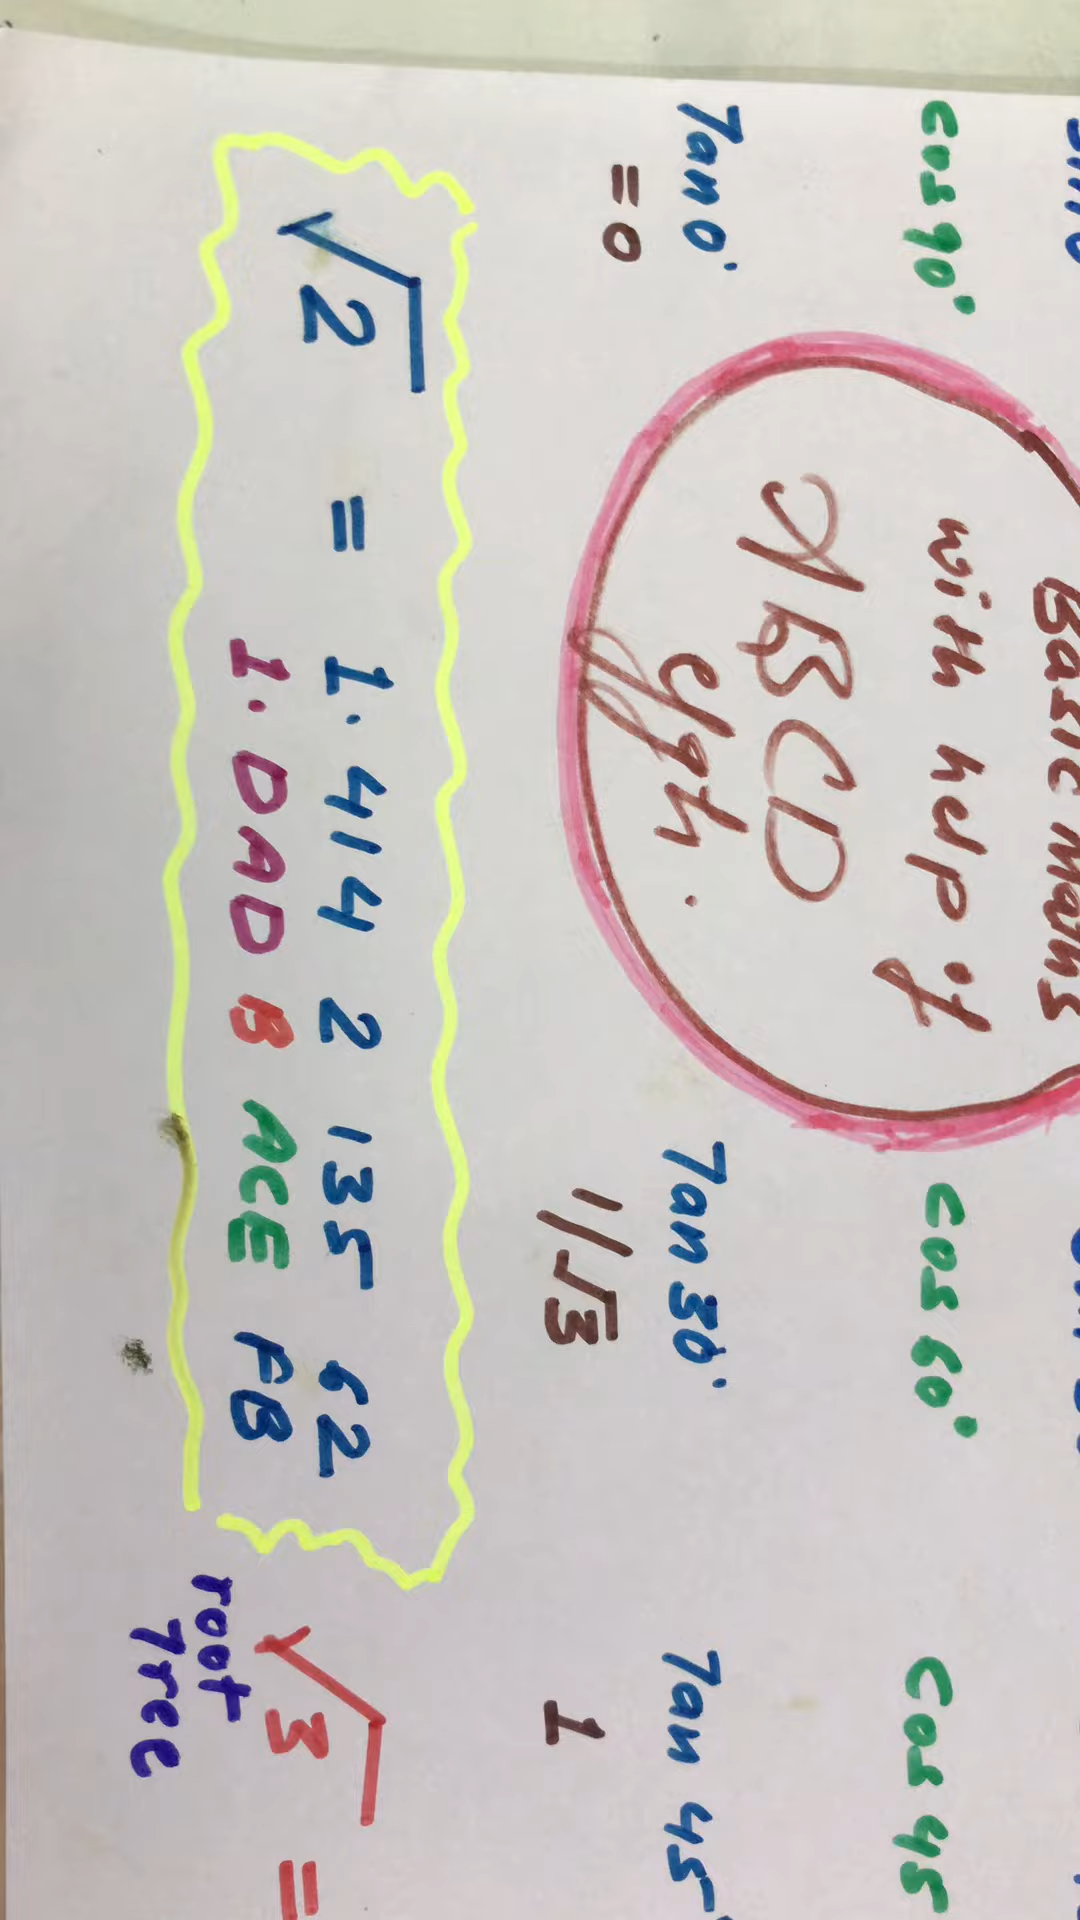 Basic Maths
with help of
ABCD
efgh.
cos 90° cos 60° cos 45
Tan 0° Tan 30° Tan 45°
= 0 1/√3 1
√2 = 1.414 2 135 62
1. DAD B ACE FB
√3 =
root
Tree